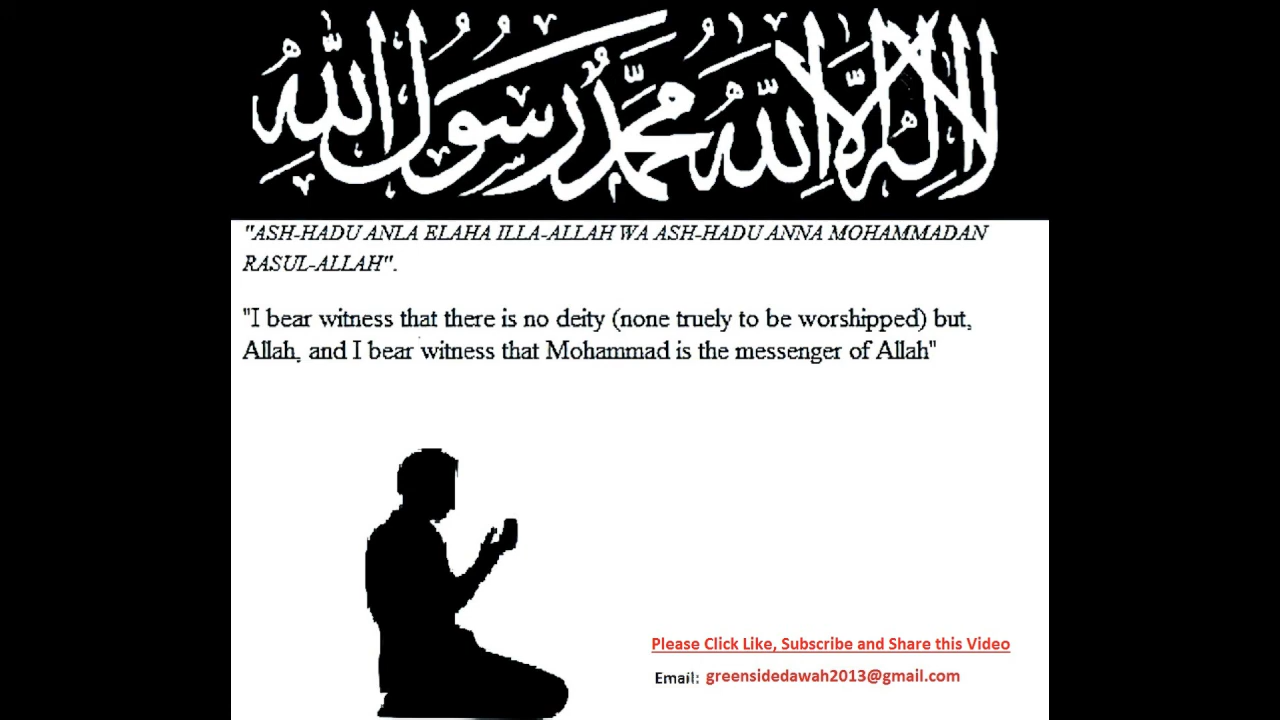 لا إله إلا الله محمد رسول الله
"ASH-HADU ANLA ELAHA ILLA-ALLAH WA ASH-HADU ANNA MOHAMMADAN
RASUL-ALLAH".
"I bear witness that there is no deity (none truely to be worshipped) but,
Allah, and I bear witness that Mohammad is the messenger of Allah"
Please Click Like, Subscribe and Share this Video
Email: greensidedawah2013@gmail.com